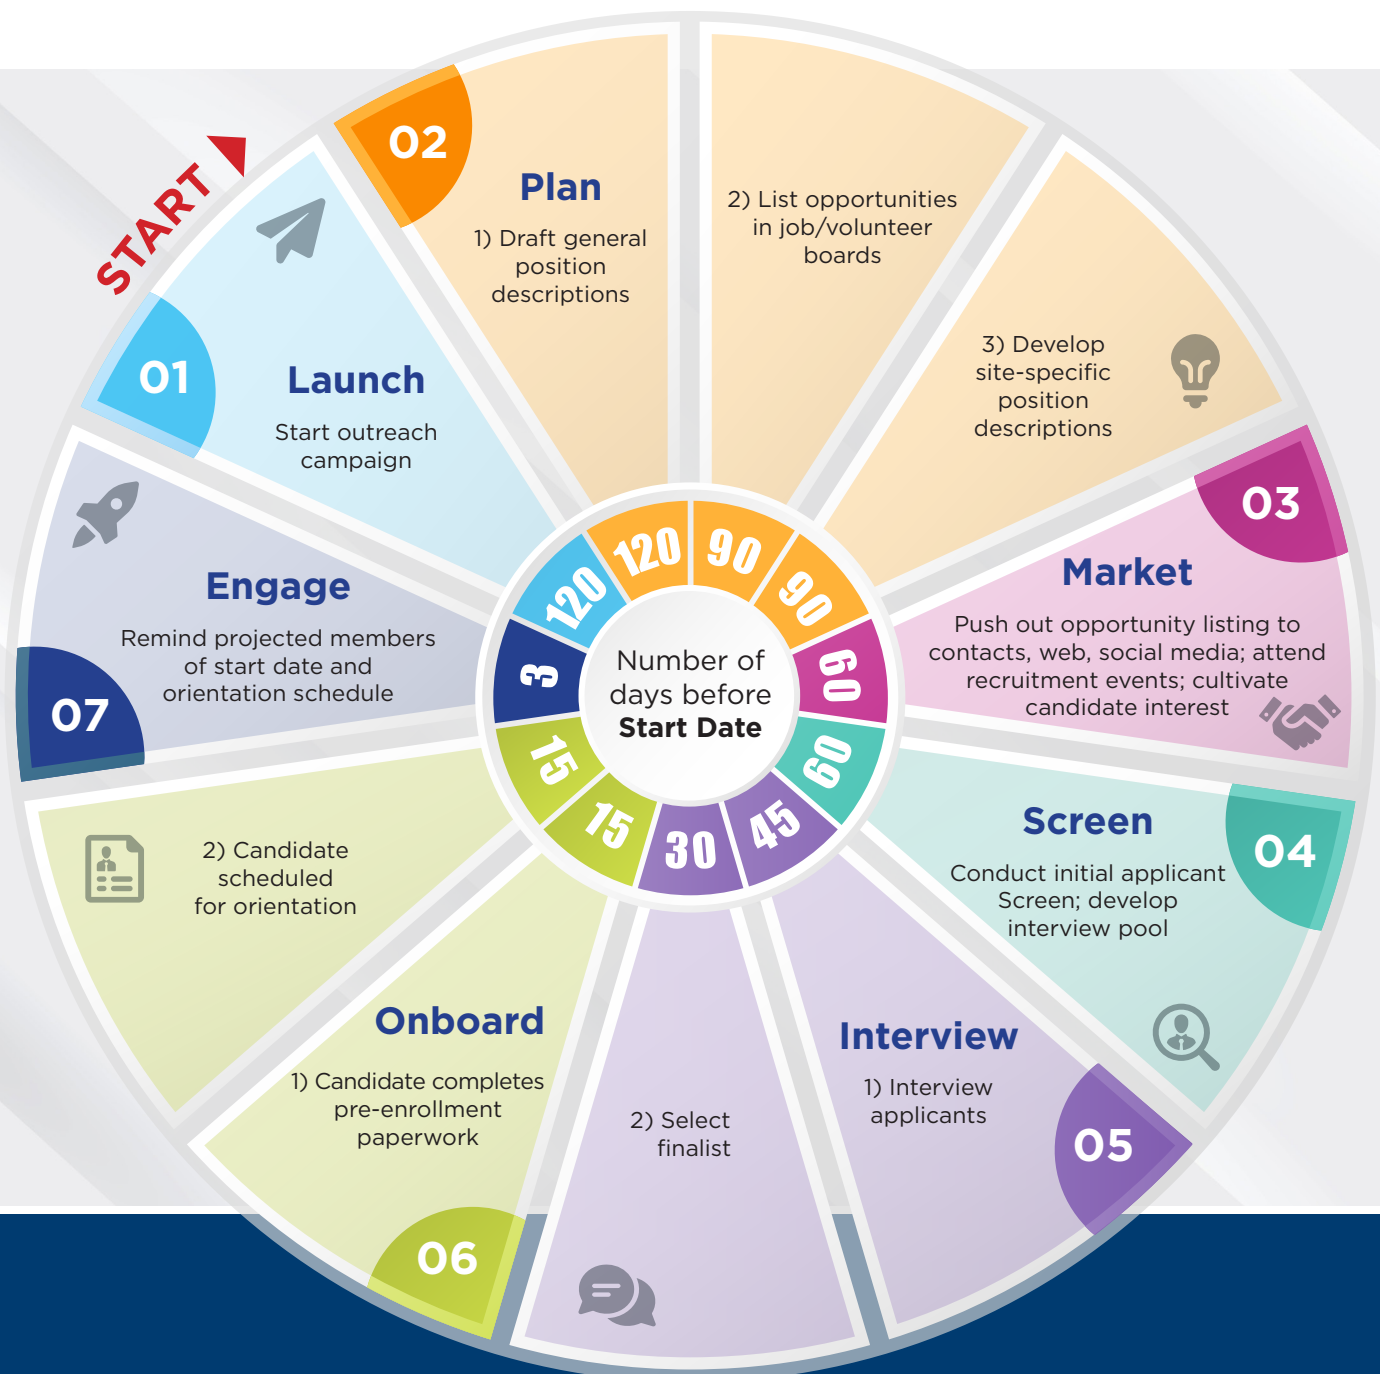 START
01
Launch
Start outreach
campaign
02
Plan
1) Draft general
position
descriptions
2) List opportunities
in job/volunteer
boards
3) Develop
site-specific
position
descriptions
03
Market
Push out opportunity listing to
contacts, web, social media; attend
recruitment events; cultivate
candidate interest
04
Screen
Conduct initial applicant
Screen; develop
interview pool
05
Interview
1) Interview
applicants
2) Select
finalist
06
Onboard
1) Candidate completes
pre-enrollment
paperwork
2) Candidate
scheduled
for orientation
07
Engage
Remind projected members
of start date and
orientation schedule
120
120
90
90
60
60
45
30
15
15
3
Number of
days before
Start Date